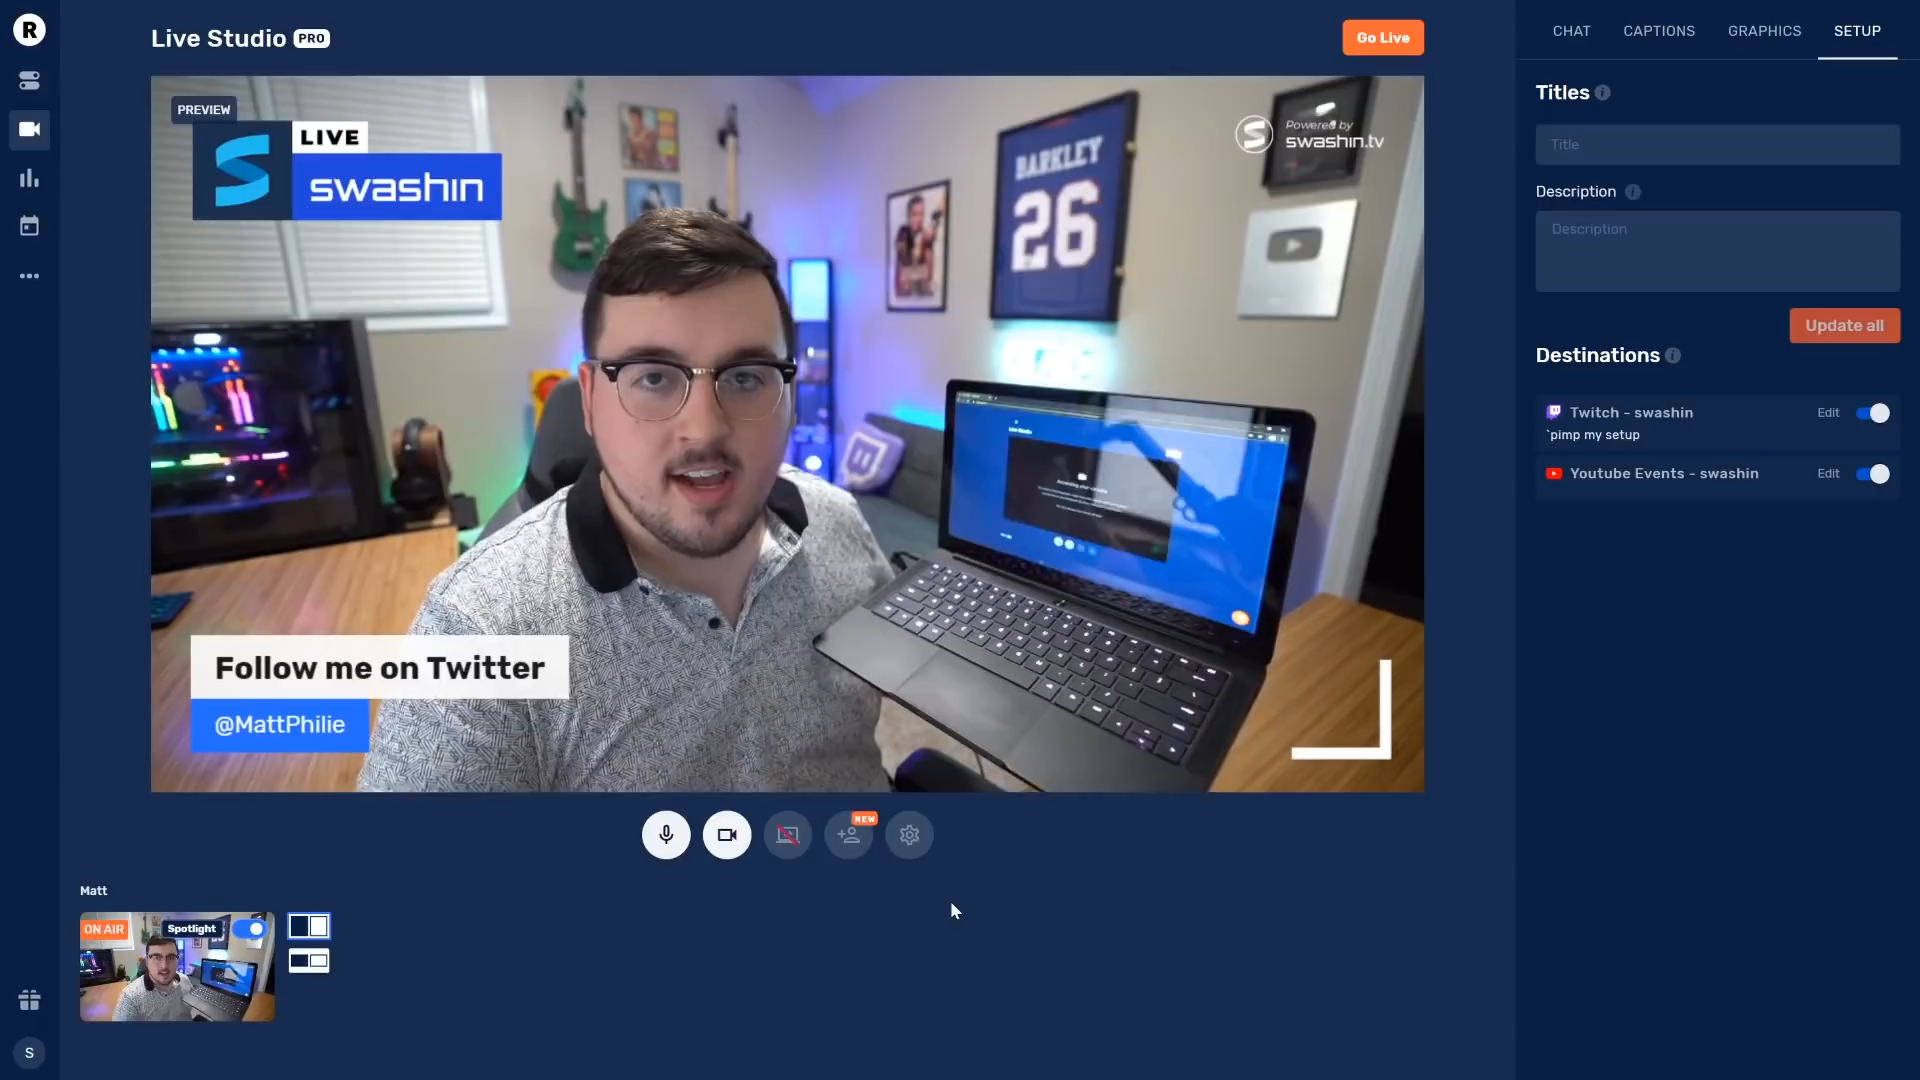 R
Live Studio PRO
Go Live
CHAT
CAPTIONS
GRAPHICS
SETUP
PREVIEW
LIVE
swashin
Powered by
swashin.tv
BARKLEY
26
Follow me on Twitter
@MattPhilie
Titles
Title
Description
Description
Update all
Destinations
Twitch - swashin
Edit
`pimp my setup
Youtube Events - swashin
Edit
NEW
Matt
ON AIR
Spotlight
S